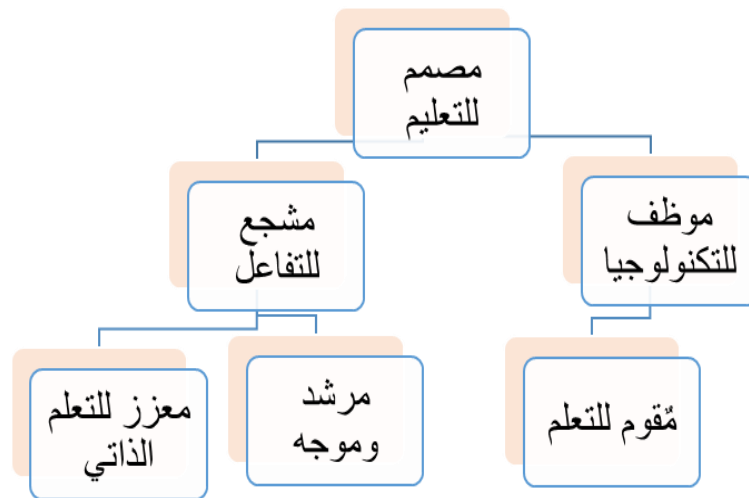 مصمم
للتعليم
موظف
للتكنولوجيا
مشجع
للتفاعل
مٌقوم للتعلم
مرشد
وموجه
معزز للتعلم
الذاتي